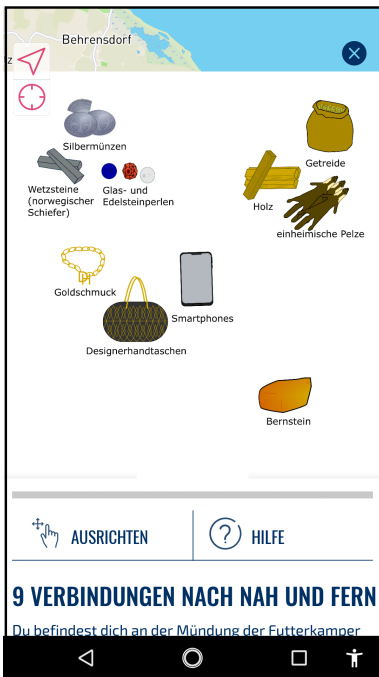 Behrensdorf
z
Silbermünzen
Getreide
Wetzsteine
(norwegischer
Schiefer)
Glas- und
Edelsteinperlen
Holz
einheimische Pelze
Goldschmuck
Smartphones
Designerhandtaschen
Bernstein
AUSRICHTEN
? HILFE
9 VERBINDUNGEN NACH NAH UND FERN
Du befindest dich an der Mündung der Futterkamper